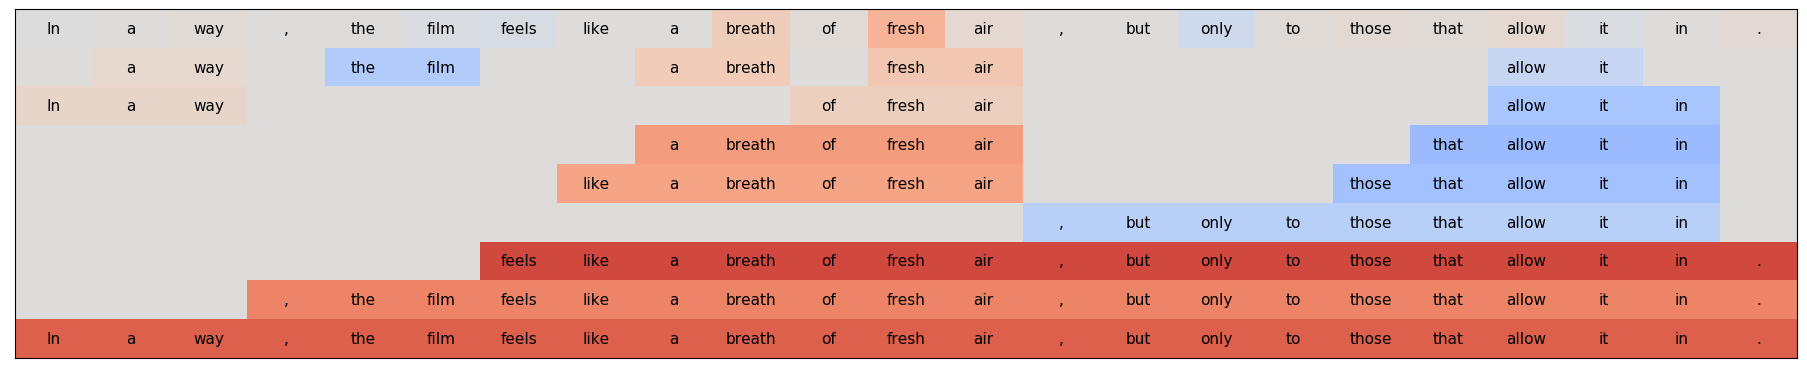 In a way , the film feels like a breath of fresh air , but only to those that allow it in .
a way the film a breath fresh air allow it
In a way of fresh air allow it in
a breath of fresh air that allow it in
like a breath of fresh air those that allow it in
, but only to those that allow it in
feels like a breath of fresh air , but only to those that allow it in .
, the film feels like a breath of fresh air , but only to those that allow it in .
In a way , the film feels like a breath of fresh air , but only to those that allow it in .